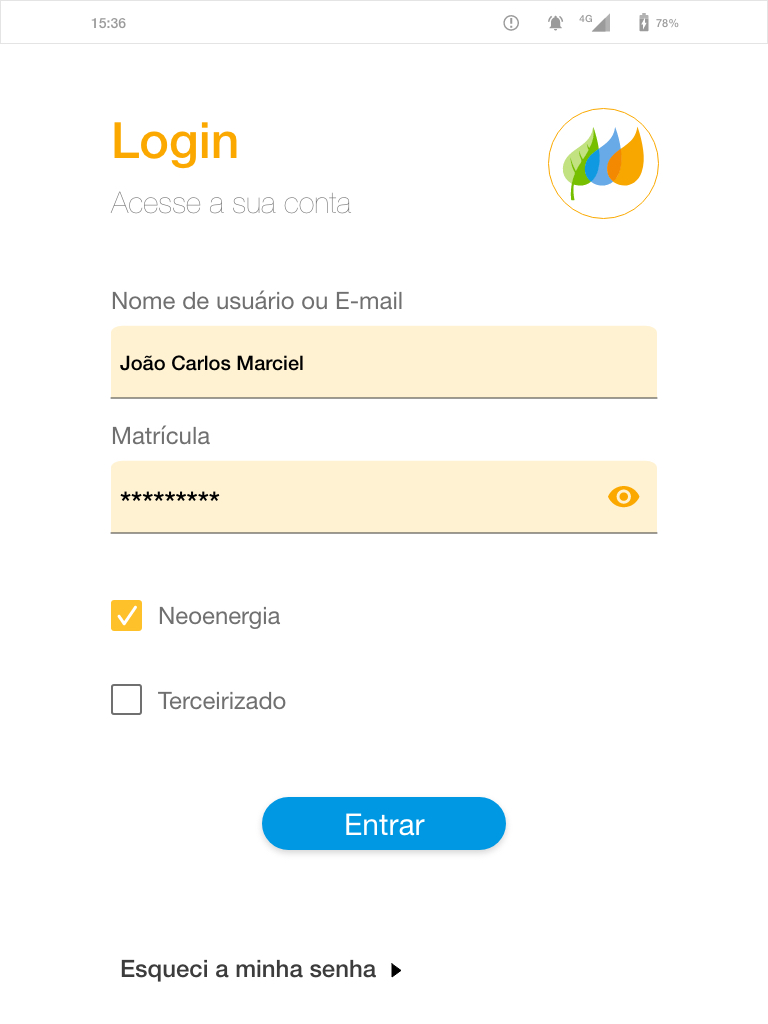 15:36
4G
78%
Login
Acesse a sua conta
Nome de usuário ou E-mail
João Carlos Marciel
Matrícula
*********
Neoenergia
Terceirizado
Entrar
Esqueci a minha senha